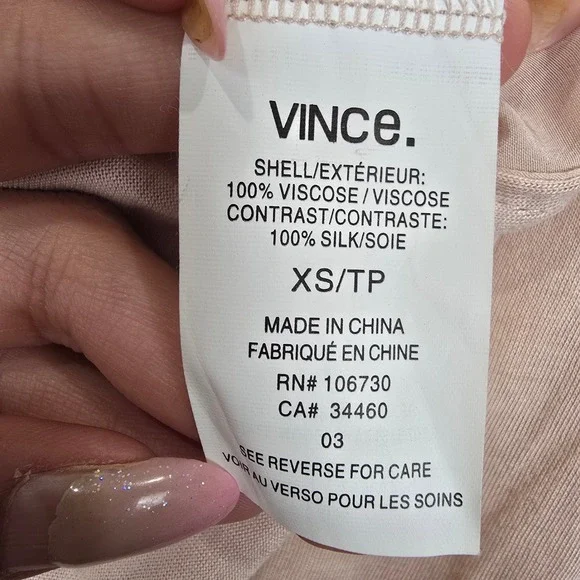 VINCe.
SHELL/EXTÉRIEUR:
100% VISCOSE / VISCOSE
CONTRAST/CONTRASTE:
100% SILK/SOIE
XS/TP
MADE IN CHINA
FABRIQUÉ EN CHINE
RN# 106730
CA# 34460
03
SEE REVERSE FOR CARE
VOIR AU VERSO POUR LES SOINS